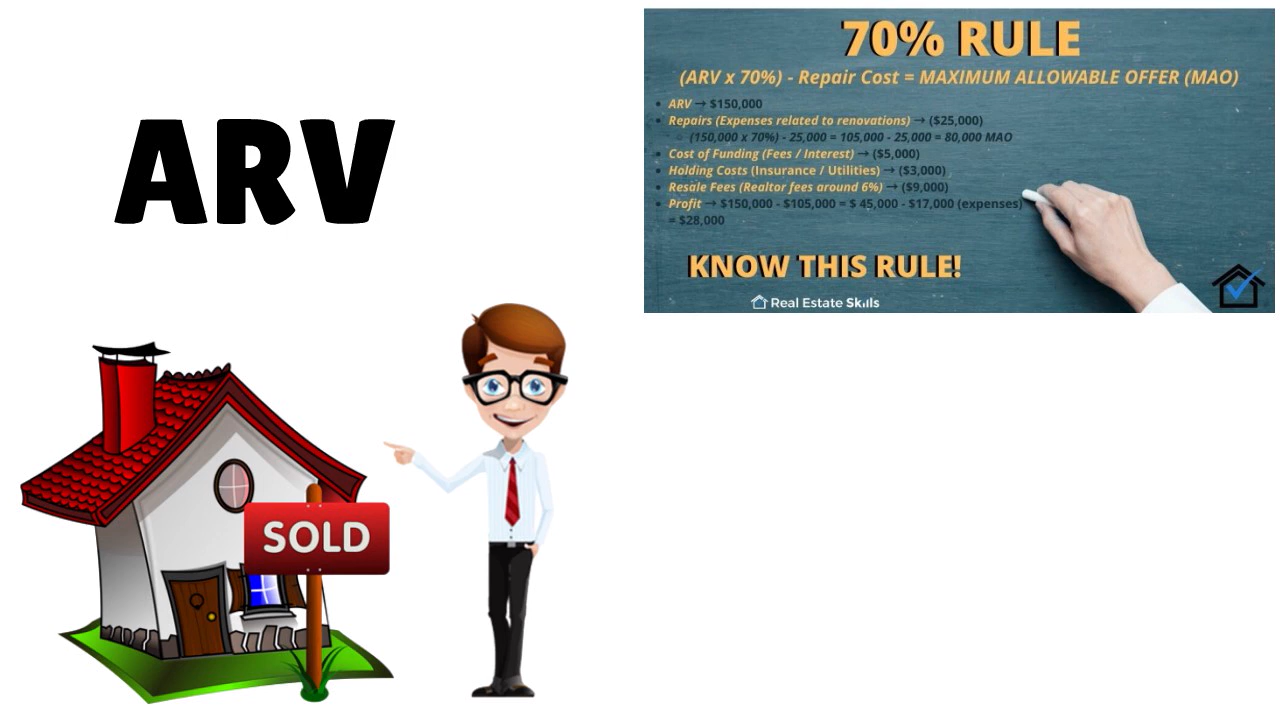 ARV
SOLD
70% RULE
(ARV x 70%) - Repair Cost = MAXIMUM ALLOWABLE OFFER (MAO)
• ARV → $150,000
• Repairs (Expenses related to renovations) → ($25,000)
○ (150,000 x 70%) - 25,000 = 105,000 - 25,000 = 80,000 MAO
• Cost of Funding (Fees / Interest) → ($5,000)
• Holding Costs (Insurance / Utilities) → ($3,000)
• Resale Fees (Realtor fees around 6%) → ($9,000)
• Profit → $150,000 - $105,000 = $ 45,000 - $17,000 (expenses)
= $28,000
KNOW THIS RULE!
Real Estate Skills